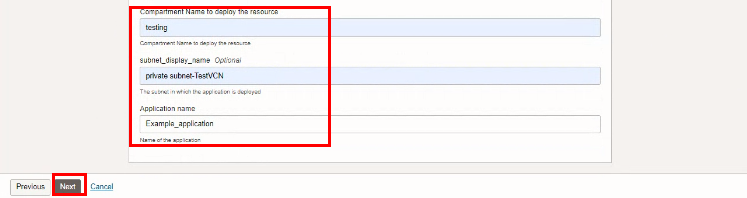 Compartment Name to deploy the resource
testing
Compartment Name to deploy the resource
subnet_display_name Optional
private subnet-TestVCN
The subnet in which the application is deployed
Application name
Example_application
Name of the application
Previous Next Cancel